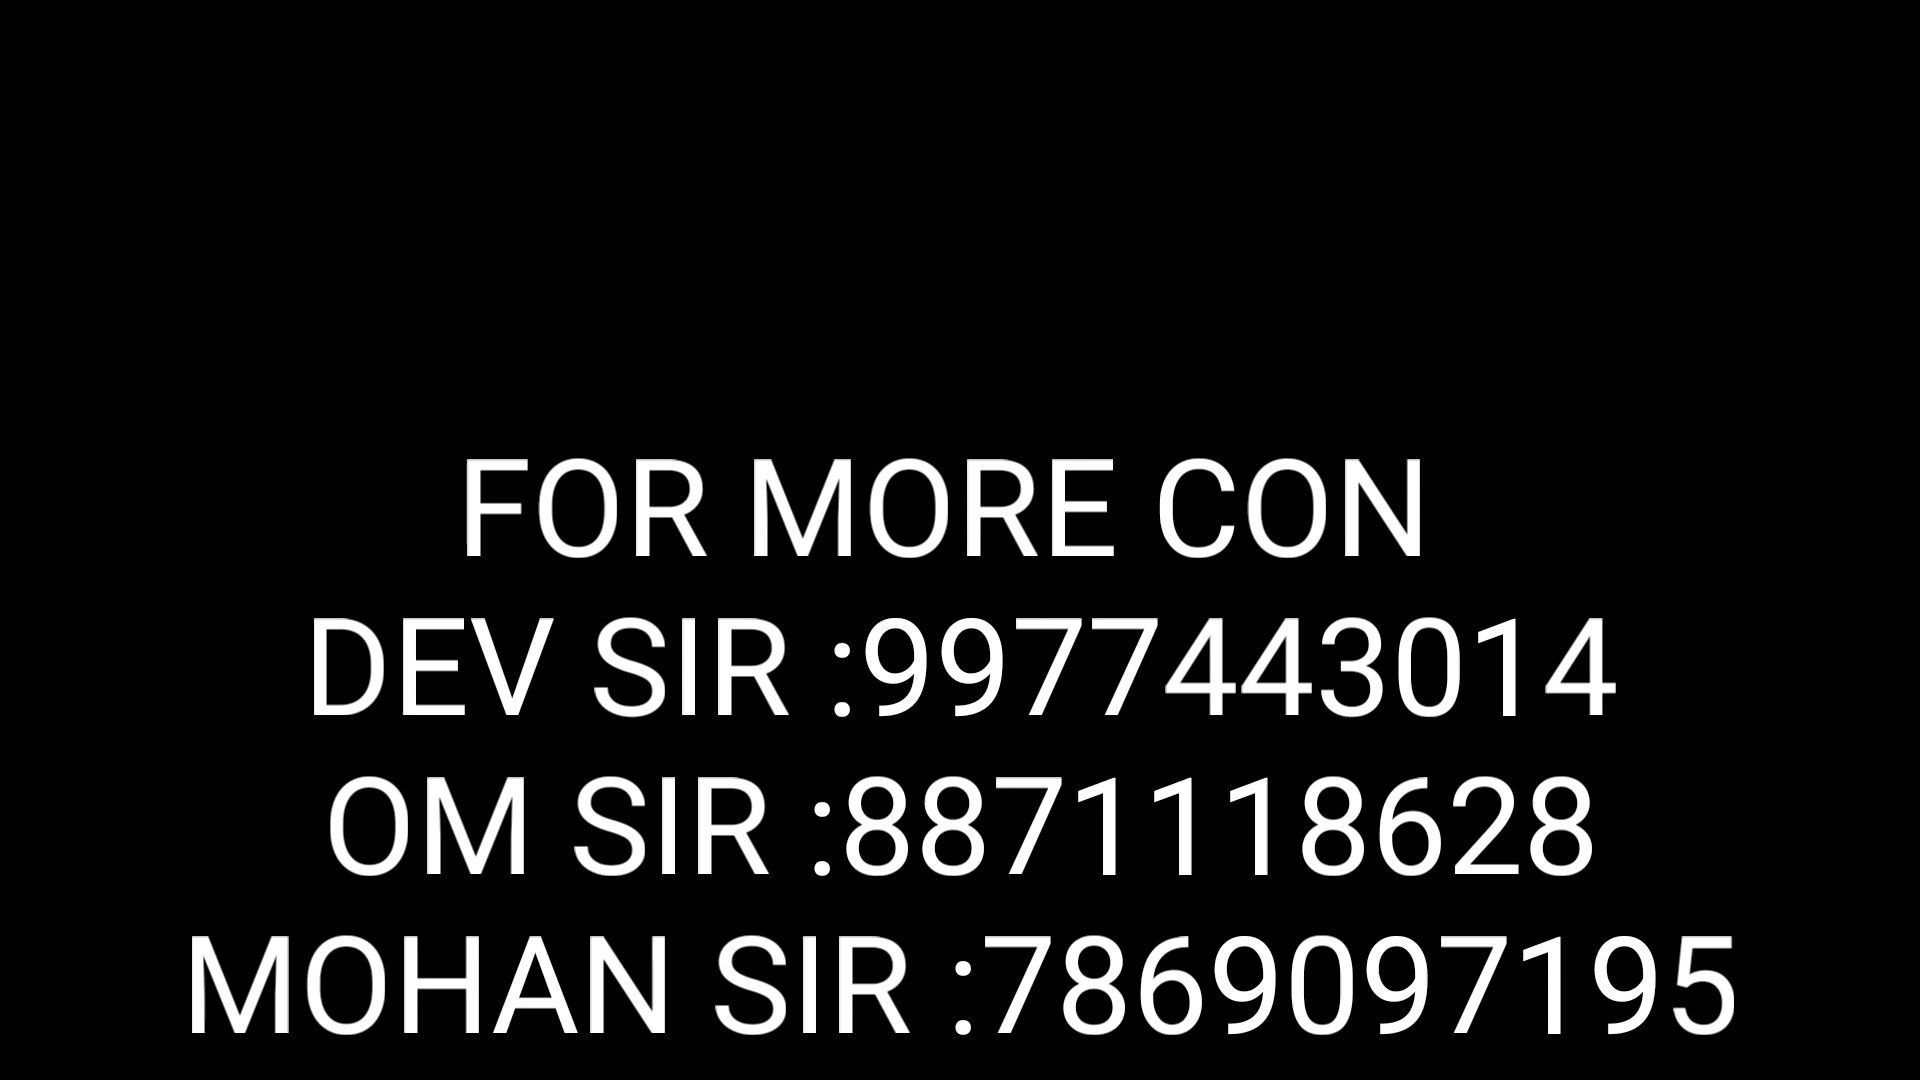 FOR MORE CON
DEV SIR :9977443014
OM SIR :8871118628
MOHAN SIR :7869097195